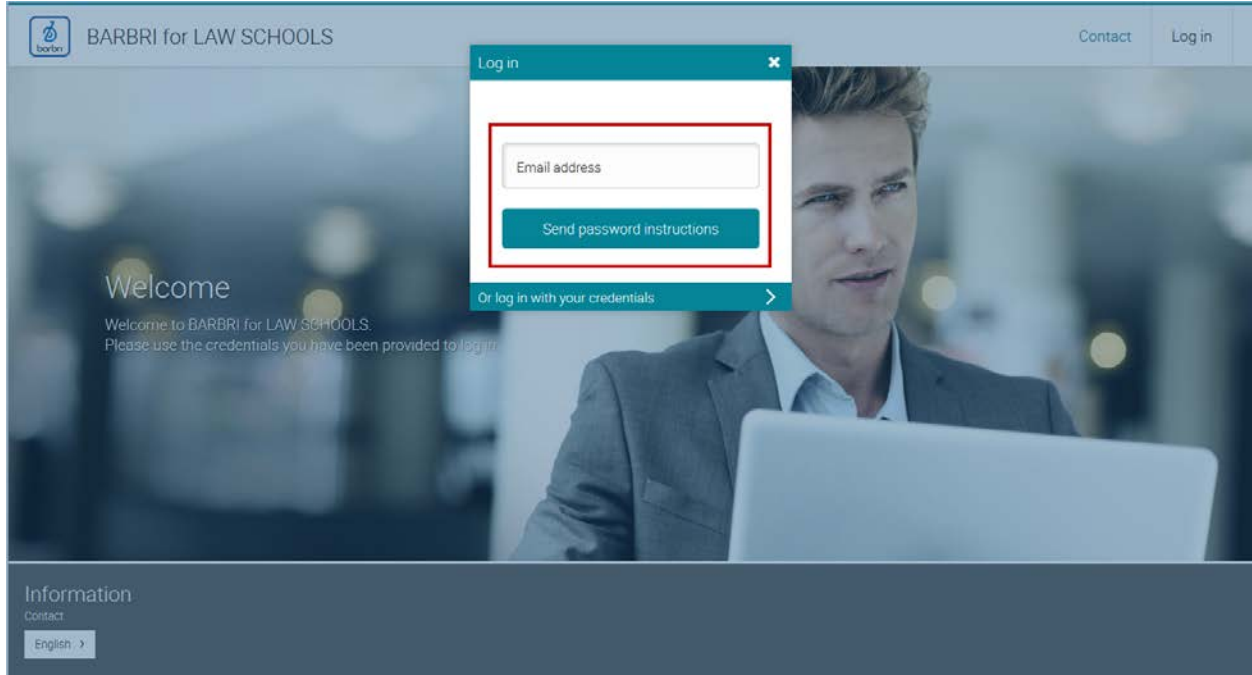 barbri
BARBRI for LAW SCHOOLS
Contact
Log in
Log in
Email address
Send password instructions
Or log in with your credentials
Welcome
Welcome to BARBRI for LAW SCHOOLS.
Please use the credentials you have been provided to log in
Information
Contact
English